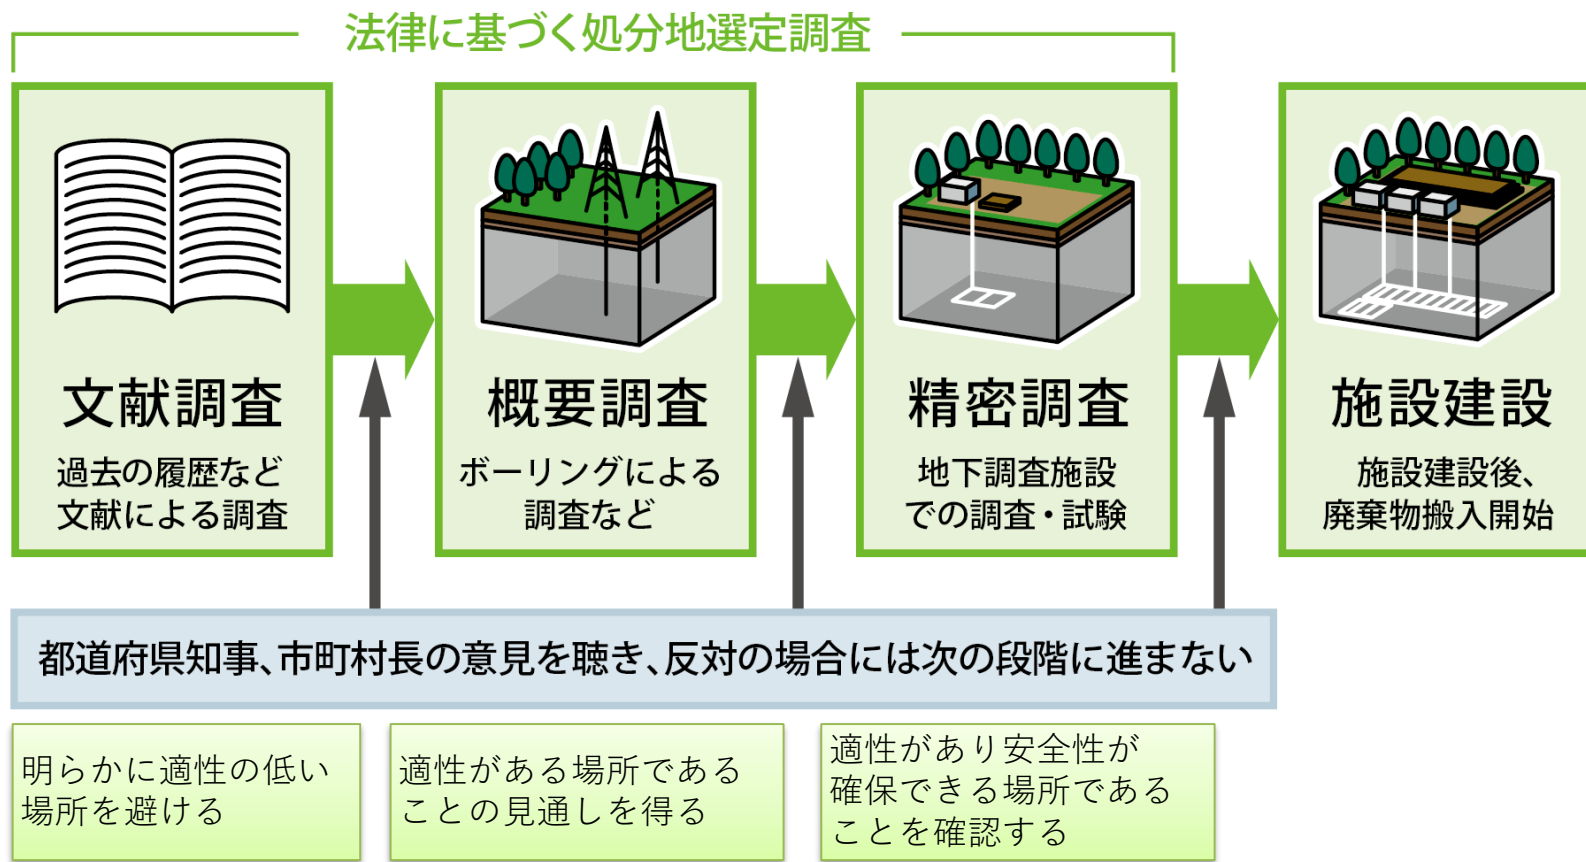 法律に基づく処分地選定調査
文献調査
過去の履歴など
文献による調査
概要調査
ボーリングによる
調査など
精密調査
地下調査施設
での調査・試験
施設建設
施設建設後、
廃棄物搬入開始
都道府県知事、市町村長の意見を聴き、反対の場合には次の段階に進まない
明らかに適性の低い
場所を避ける
適性がある場所である
ことの見通しを得る
適性があり安全性が
確保できる場所である
ことを確認する